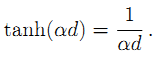 tanh(αd) = 1/(αd) .